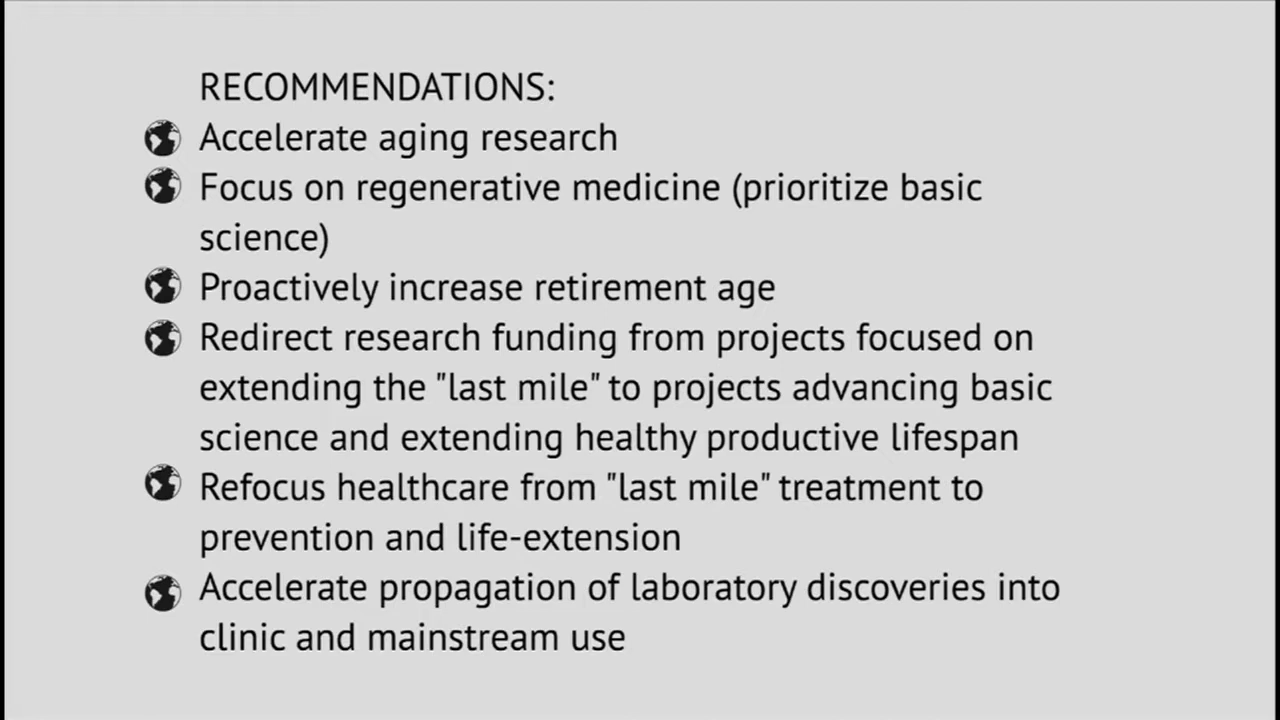 RECOMMENDATIONS:
Accelerate aging research
Focus on regenerative medicine (prioritize basic
science)
Proactively increase retirement age
Redirect research funding from projects focused on
extending the "last mile" to projects advancing basic
science and extending healthy productive lifespan
Refocus healthcare from "last mile" treatment to
prevention and life-extension
Accelerate propagation of laboratory discoveries into
clinic and mainstream use